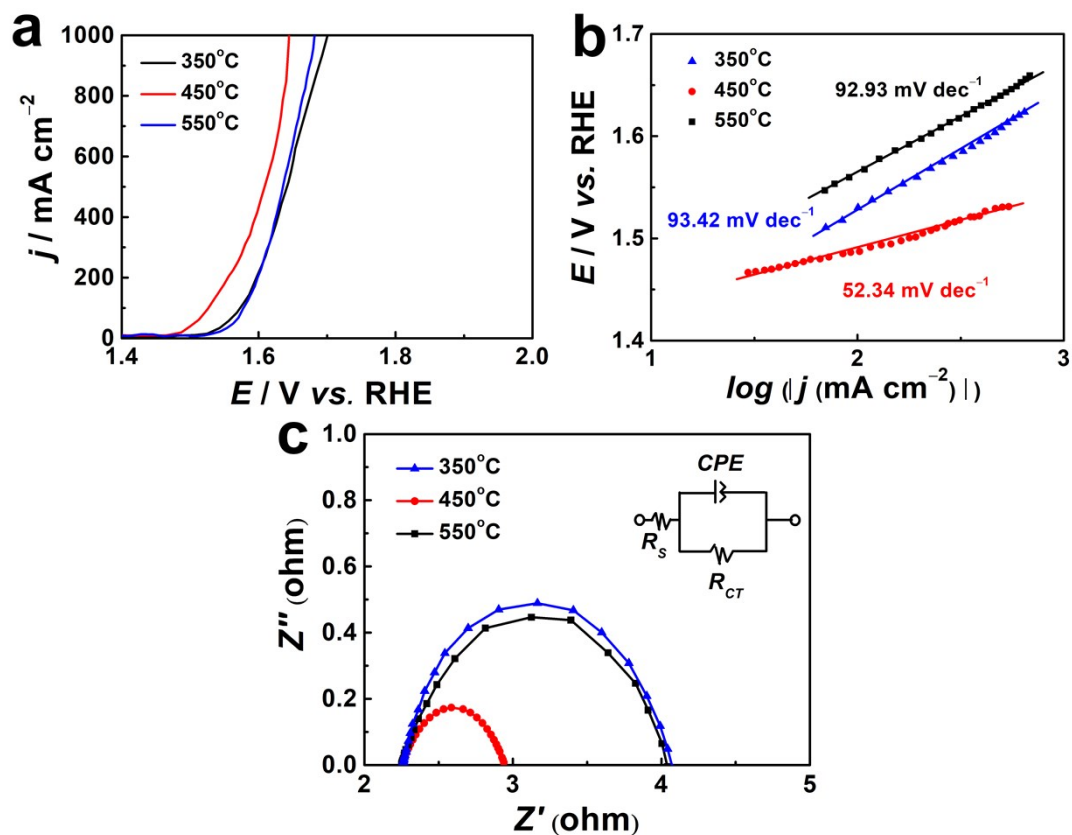 a
1000
800
600
400
200
0
j / mA cm⁻²
350°C
450°C
550°C
1.4
1.6
1.8
2.0
E / V vs. RHE
b
1.7
1.6
1.5
1.4
E / V vs. RHE
350°C
450°C
550°C
92.93 mV dec⁻¹
93.42 mV dec⁻¹
52.34 mV dec⁻¹
1
2
3
log (|j (mA cm⁻²) |)
c
1.0
0.8
0.6
0.4
0.2
0.0
Z'' (ohm)
350°C
450°C
550°C
CPE
R_S
R_CT
2
3
4
5
Z' (ohm)